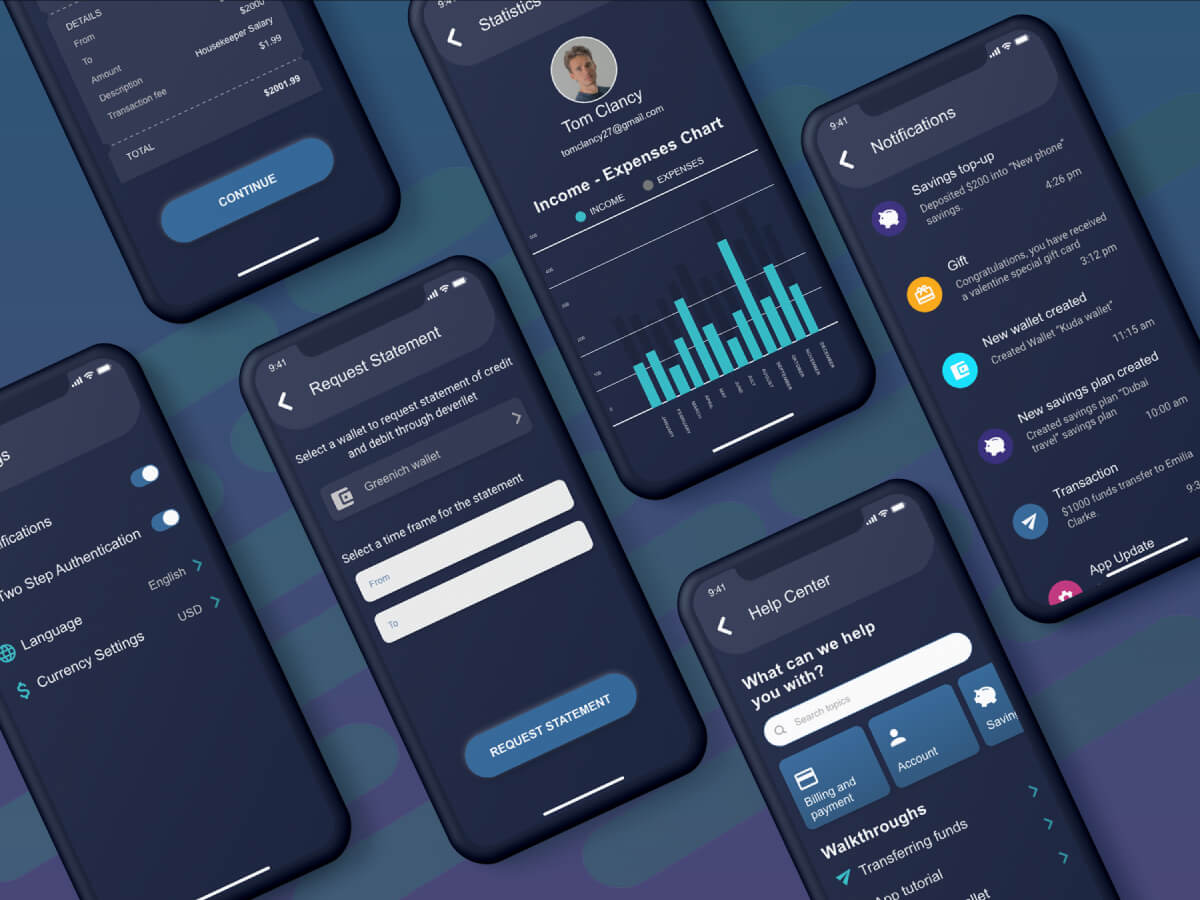 DETAILS
From
$2000
To
Amount
Housekeeper Salary
Description
$1.99
Transaction fee
$2001.99
TOTAL
CONTINUE
9:41
Statistics
Tom Clancy
tomclancy27@gmail.com
Income - Expenses Chart
INCOME
EXPENSES
JANUARY
FEBRUARY
MARCH
APRIL
MAY
JUNE
JULY
AUGUST
SEPTEMBER
OCTOBER
NOVEMBER
DECEMBER
9:41
Notifications
Savings top-up
Deposited $200 into "New phone"
savings.
4:26 pm
Gift
Congratulations, you have received
a valentine special gift card
3:12 pm
New wallet created
Created Wallet "Kuda wallet"
11:15 am
New savings plan created
Created savings plan "Dubai
travel" savings plan
10:00 am
Transaction
$1000 funds transfer to Emilia
Clarke.
9:3
App Update
9:41
Request Statement
Select a wallet to request statement of credit
and debit through deverllet
Greenich wallet
Select a time frame for the statement
From
To
REQUEST STATEMENT
gs
ifications
Two Step Authentication
Language
English
Currency Settings
USD
9:41
Help Center
What can we help
you with?
Search topics
Billing and
payment
Account
Saving
Walkthroughs
Transferring funds
App tutorial
allet